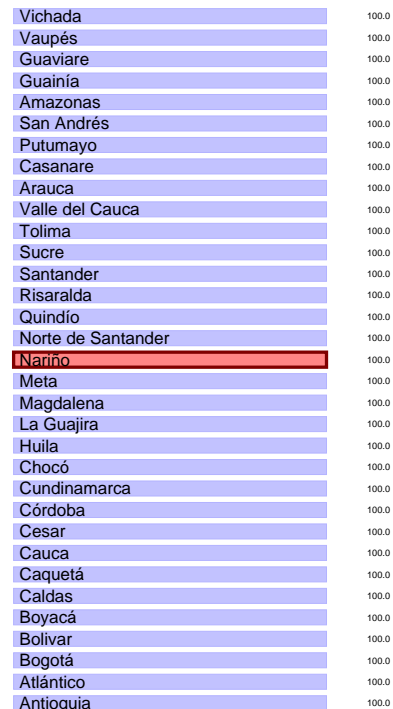 Vichada 100.0
Vaupés 100.0
Guaviare 100.0
Guainía 100.0
Amazonas 100.0
San Andrés 100.0
Putumayo 100.0
Casanare 100.0
Arauca 100.0
Valle del Cauca 100.0
Tolima 100.0
Sucre 100.0
Santander 100.0
Risaralda 100.0
Quindío 100.0
Norte de Santander 100.0
Nariño 100.0
Meta 100.0
Magdalena 100.0
La Guajira 100.0
Huila 100.0
Chocó 100.0
Cundinamarca 100.0
Córdoba 100.0
Cesar 100.0
Cauca 100.0
Caquetá 100.0
Caldas 100.0
Boyacá 100.0
Bolivar 100.0
Bogotá 100.0
Atlántico 100.0
Antioquia 100.0